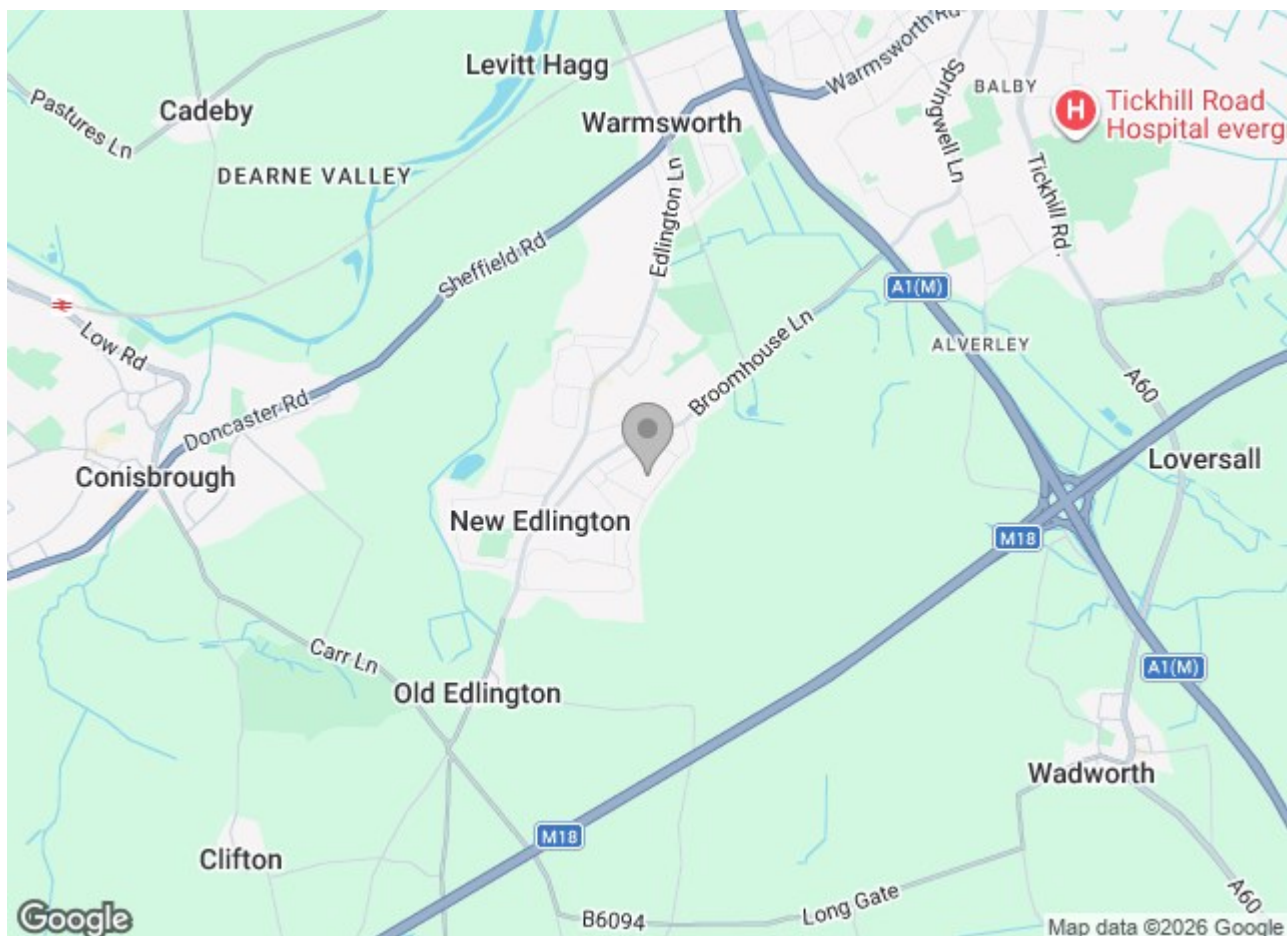 Levitt Hagg
Warmsworth Rd
Pastures Ln
Cadeby
Warmsworth
Springwell Ln
BALBY
H
Tickhill Road
Hospital everg
DEARNE VALLEY
Edlington Ln
Tickhill Rd
Sheffield Rd
A1(M)
Low Rd
Broomhouse Ln
ALVERLEY
A60
Doncaster Rd
Conisbrough
Loversall
New Edlington
M18
Carr Ln
A1(M)
Old Edlington
Wadworth
M18
Clifton
Long Gate
A60
B6094
Google
Map data ©2026 Google